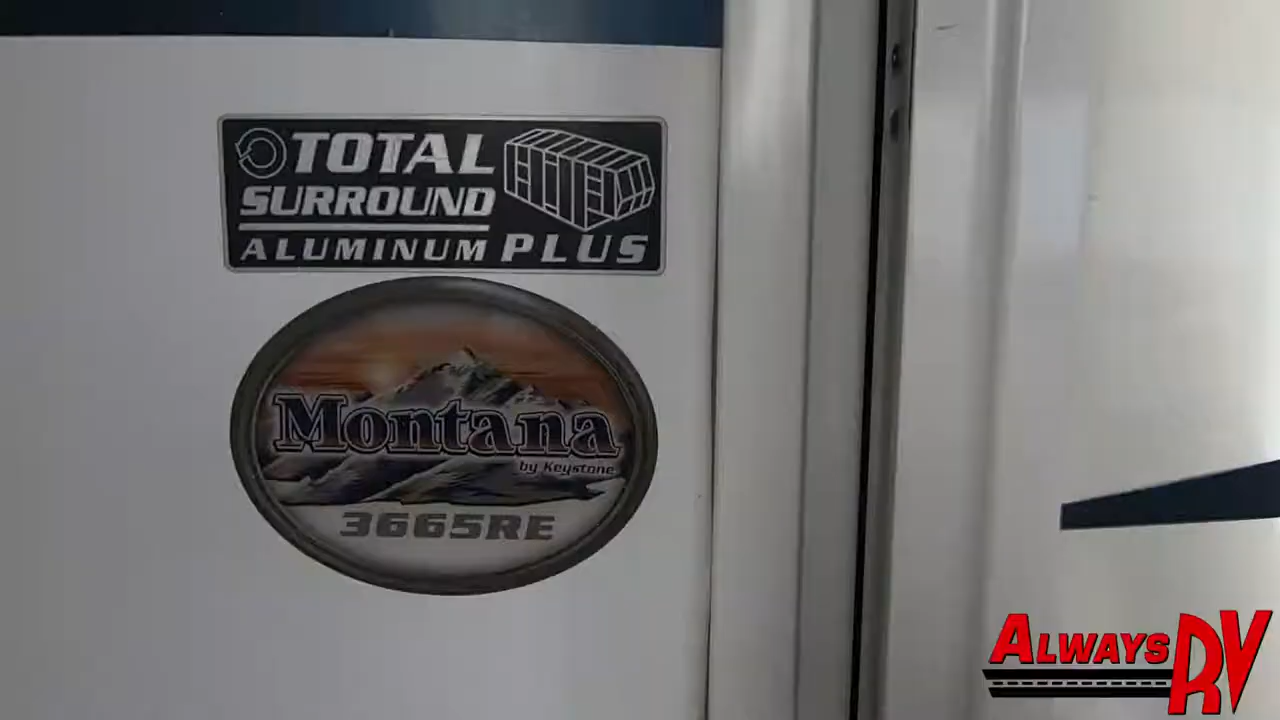 TOTAL
SURROUND
ALUMINUM PLUS
Montana
by Keystone
3665RE
ALWAYS RV